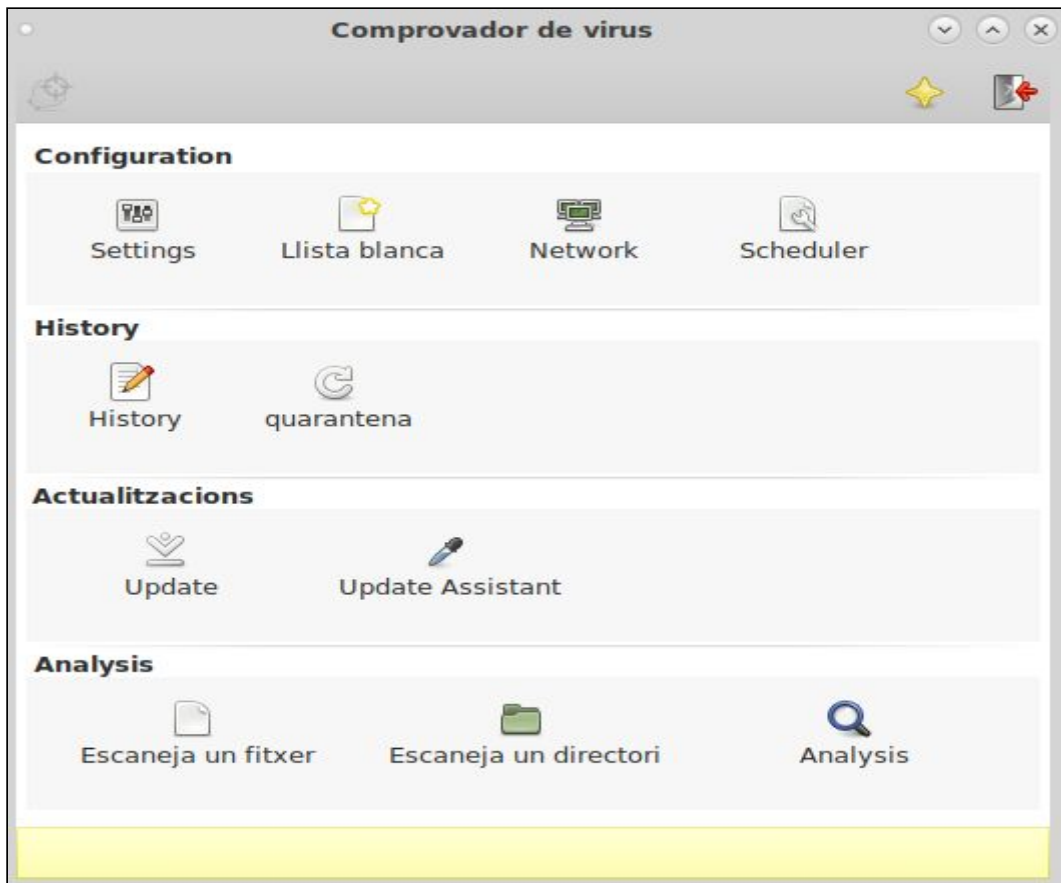 Comprovador de virus
Configuration
Settings Llista blanca Network Scheduler
History
History quarantena
Actualitzacions
Update Update Assistant
Analysis
Escaneja un fitxer Escaneja un directori Analysis